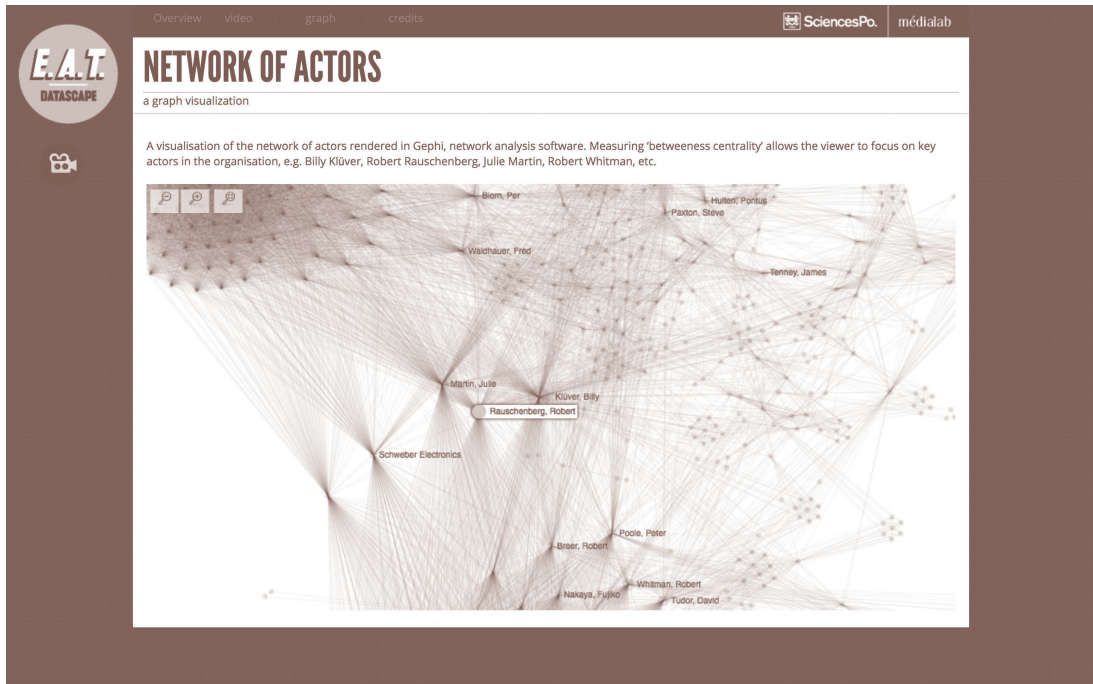 Overview video graph credits
SciencesPo. médialab
E.A.T.
DATASCAPE
NETWORK OF ACTORS
a graph visualization
A visualisation of the network of actors rendered in Gephi, network analysis software. Measuring ‘betweeness centrality’ allows the viewer to focus on key
actors in the organisation, e.g. Billy Klüver, Robert Rauschenberg, Julie Martin, Robert Whitman, etc.
Biorn, Per
Hulten, Pontus
Paxton, Steve
Waldhauer, Fred
Tenney, James
Martin, Julie
Klüver, Billy
Rauschenberg, Robert
Schweber Electronics
Poole, Peter
Breer, Robert
Whitman, Robert
Nakaya, Fujiko
Tudor, David